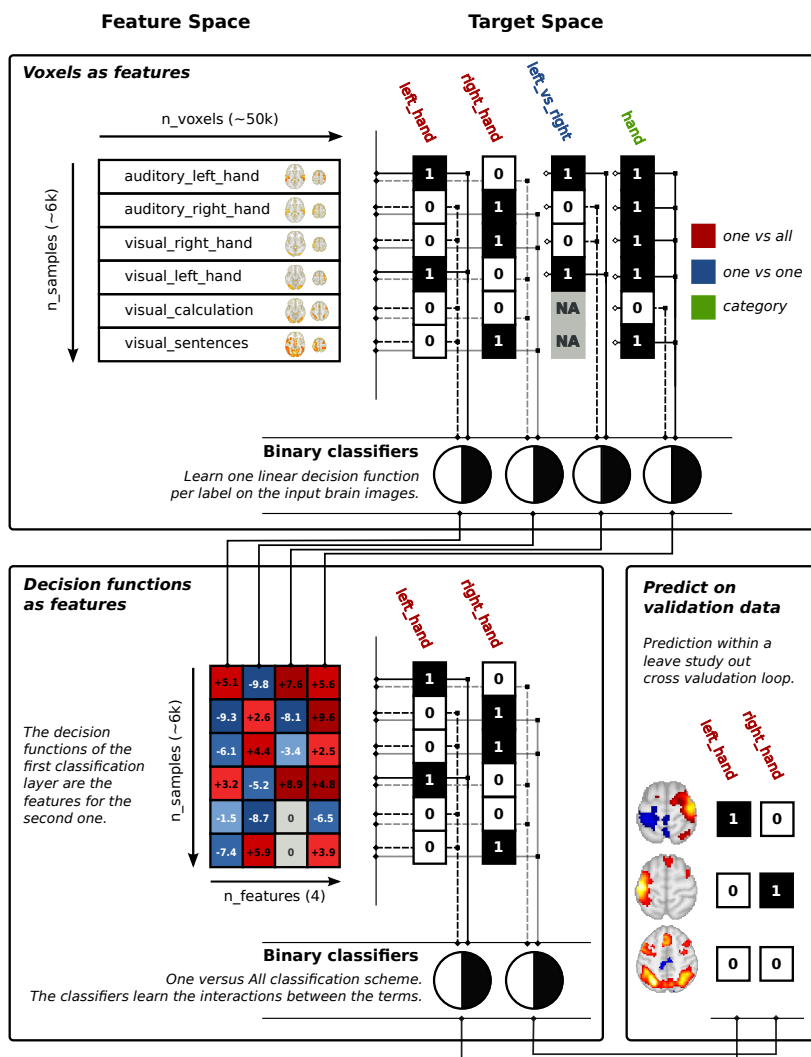 Feature Space
Target Space
Voxels as features
left_hand
right_hand
left_vs_right
hand
n_voxels (~50k)
n_samples (~6k)
auditory_left_hand
auditory_right_hand
visual_right_hand
visual_left_hand
visual_calculation
visual_sentences
1 0 1 1
0 1 0 1
0 1 0 1
1 0 1 1
0 0 NA 0
0 1 NA 1
one vs all
one vs one
category
Binary classifiers
Learn one linear decision function
per label on the input brain images.
Decision functions
as features
left_hand
right_hand
n_samples (~6k)
The decision
functions of the
first classification
layer are the
features for the
second one.
+5.1 -9.8 +7.6 +5.6
-9.3 +2.6 -8.1 +9.6
-6.1 +4.4 -3.4 +2.5
+3.2 -5.2 +8.9 +4.8
-1.5 -8.7 0 -6.5
-7.4 +5.9 0 +3.9
n_features (4)
1 0
0 1
0 1
1 0
0 0
0 1
Binary classifiers
One versus All classification scheme.
The classifiers learn the interactions between the terms.
Predict on
validation data
Prediction within a
leave study out
cross valudation loop.
left_hand
right_hand
1 0
0 1
0 0